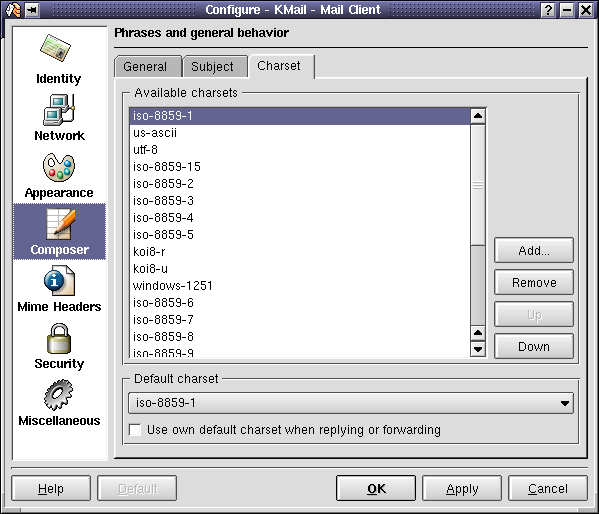 Configure - KMail - Mail Client
Phrases and general behavior
Identity
Network
Appearance
Composer
Mime Headers
Security
Miscellaneous
General
Subject
Charset
Available charsets
iso-8859-1
us-ascii
utf-8
iso-8859-15
iso-8859-2
iso-8859-3
iso-8859-4
iso-8859-5
koi8-r
koi8-u
windows-1251
iso-8859-6
iso-8859-7
iso-8859-8
iso-8859-9
Add...
Remove
Up
Down
Default charset
iso-8859-1
Use own default charset when replying or forwarding
Help
Default
OK
Apply
Cancel